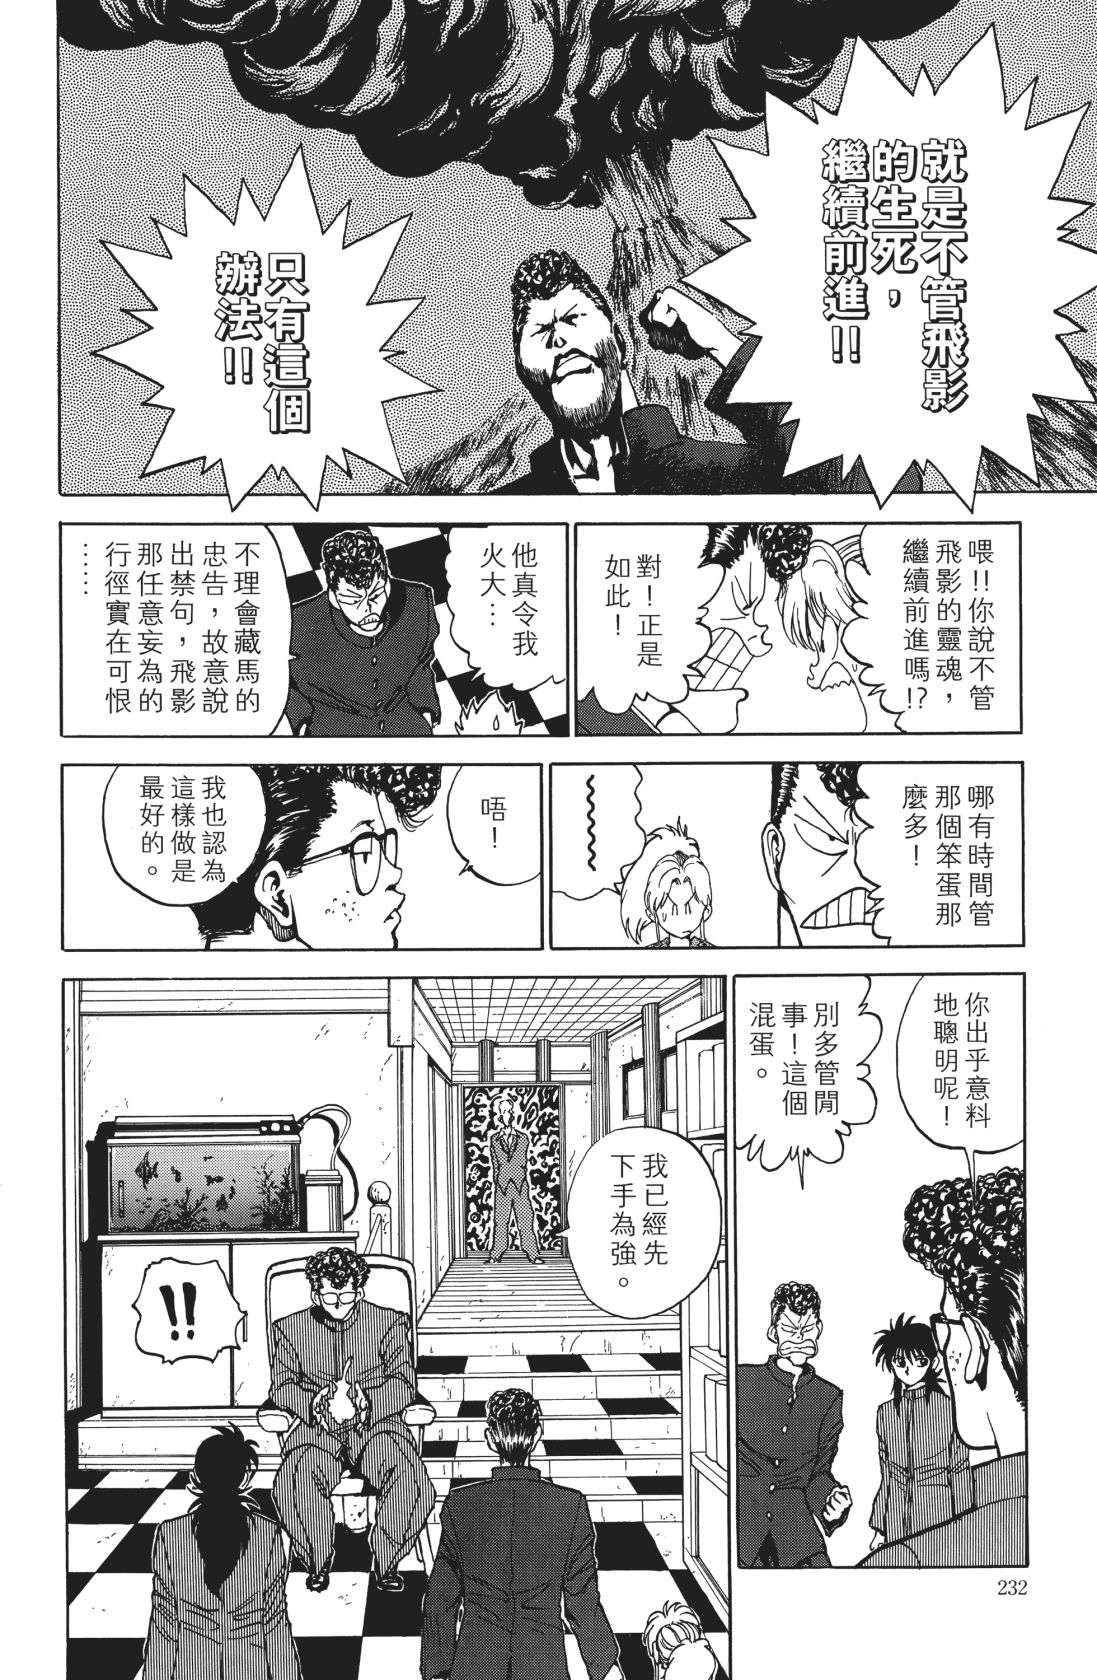 就是不管飛影
的生死，
繼續前進!!
只有這個
辦法!!
喂!!你說不管
飛影的靈魂，
繼續前進嗎!?
對！正是
如此！
他真令我
火大…
不理會藏馬的
忠告，故意說
出禁句，飛影
那任意妄為的
行徑實在可恨
……
哪有時間管
那個笨蛋那
麼多！
唔！
我也認為
這樣做是
最好的。
你出乎意料
地聰明呢！
別多管閒
事！這個
混蛋。
我已經先
下手為強。
!!
232